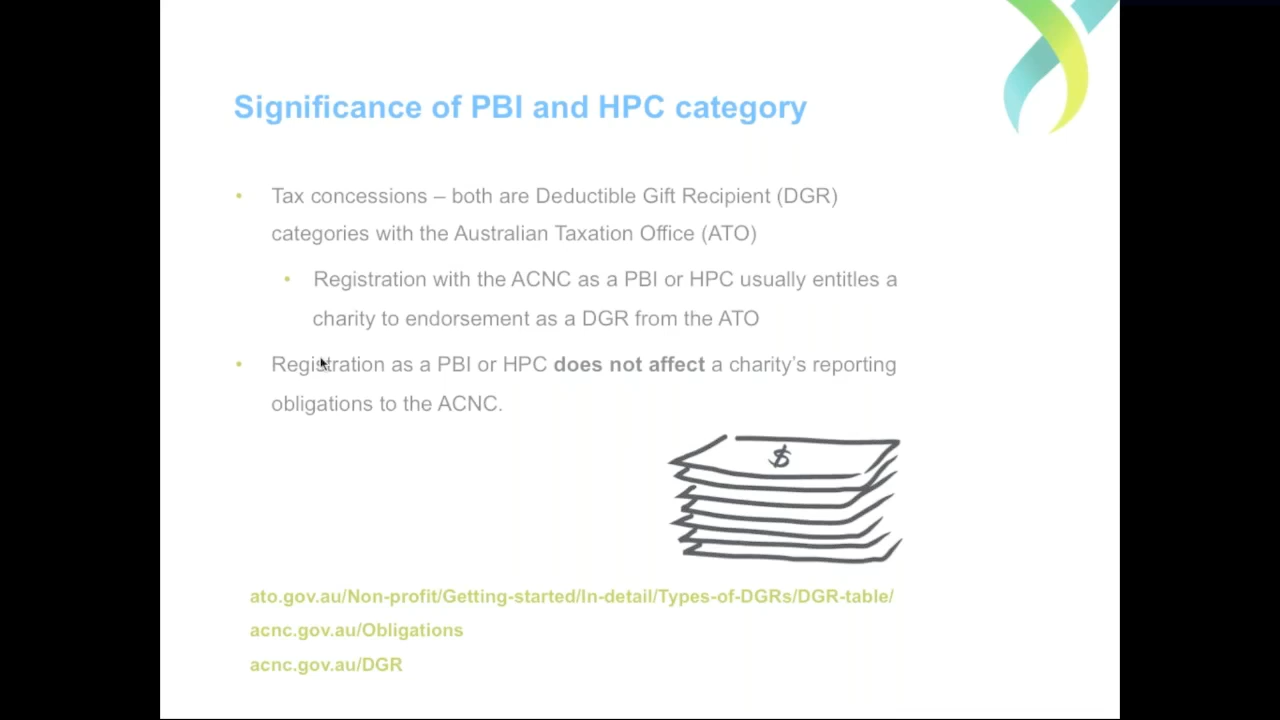 Significance of PBI and HPC category
• Tax concessions – both are Deductible Gift Recipient (DGR)
categories with the Australian Taxation Office (ATO)
• Registration with the ACNC as a PBI or HPC usually entitles a
charity to endorsement as a DGR from the ATO
• Registration as a PBI or HPC does not affect a charity’s reporting
obligations to the ACNC.
$
ato.gov.au/Non-profit/Getting-started/In-detail/Types-of-DGRs/DGR-table/
acnc.gov.au/Obligations
acnc.gov.au/DGR